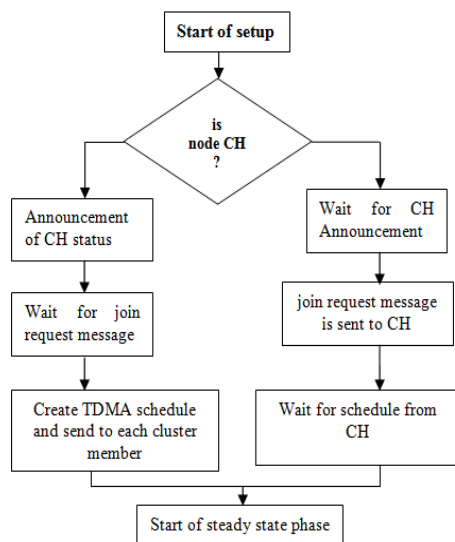 Start of setup
is
node CH
?
Announcement
of CH status
Wait for join
request message
Create TDMA schedule
and send to each cluster
member
Wait for CH
Announcement
join request message
is sent to CH
Wait for schedule from
CH
Start of steady state phase